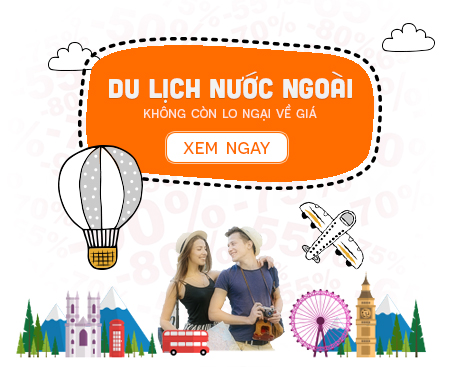 DU LỊCH NƯỚC NGOÀI
KHÔNG CÒN LO NGẠI VỀ GIÁ
XEM NGAY